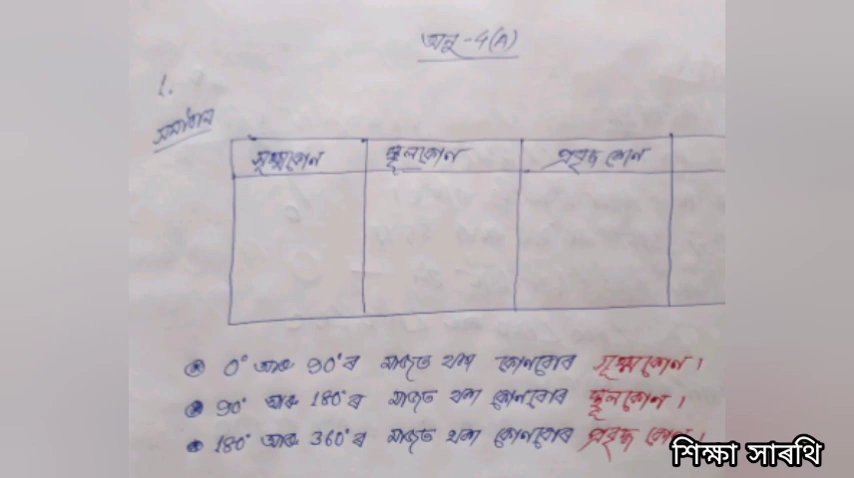 অনু - 4(A)
1.
সমাধান
সূক্ষ্মকোণ স্থূলকোণ প্ৰবৃদ্ধ কোণ
0° আৰু 90°ৰ মাজত থকা কোণবোৰ সূক্ষ্মকোণ।
90° আৰু 180°ৰ মাজত থকা কোণবোৰ স্থূলকোণ।
180° আৰু 360°ৰ মাজত থকা কোণবোৰ প্ৰবৃদ্ধ কোণ।
শিক্ষা সাৰথি